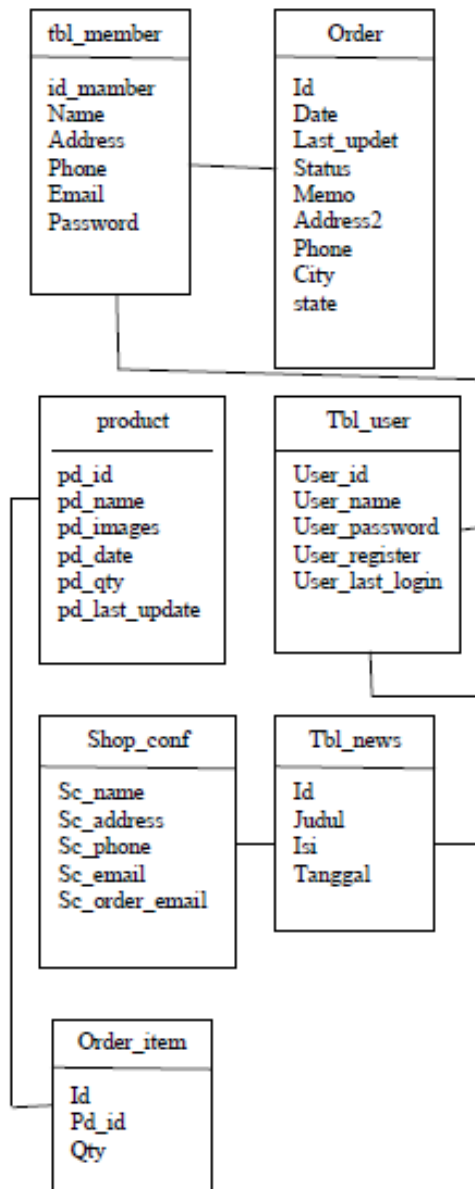 tbl_member
id_mamber
Name
Address
Phone
Email
Password
Order
Id
Date
Last_updet
Status
Memo
Address2
Phone
City
state
product
pd_id
pd_name
pd_images
pd_date
pd_qty
pd_last_update
Tbl_user
User_id
User_name
User_password
User_register
User_last_login
Shop_conf
Sc_name
Sc_address
Sc_phone
Sc_email
Sc_order_email
Tbl_news
Id
Judul
Isi
Tanggal
Order_item
Id
Pd_id
Qty